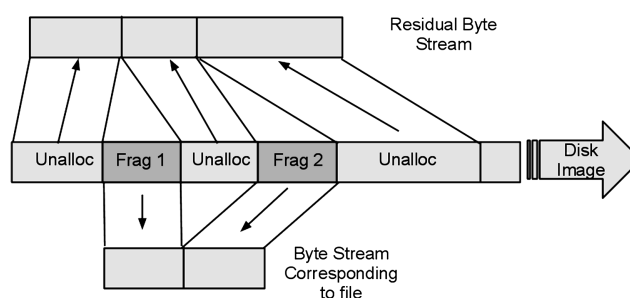 Residual Byte
Stream
Unalloc Frag 1 Unalloc Frag 2 Unalloc
Disk
Image
Byte Stream
Corresponding
to file